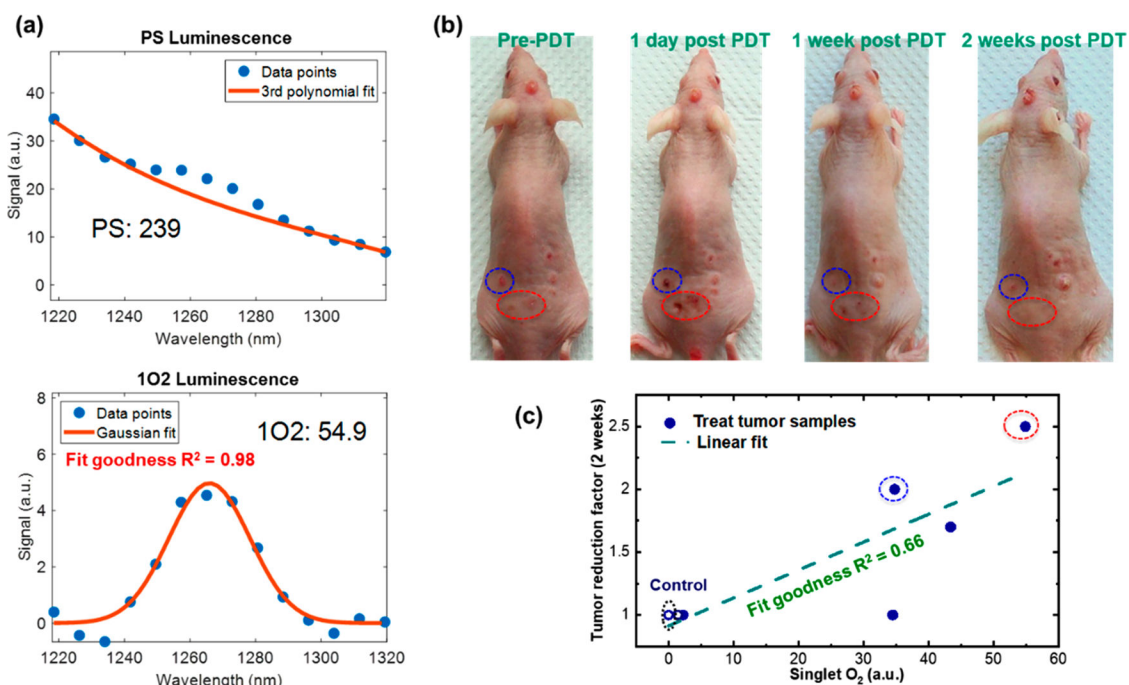 (a)
PS Luminescence
Data points
3rd polynomial fit
40
30
20
10
0
Signal (a.u.)
PS: 239
1220 1240 1260 1280 1300
Wavelength (nm)
1O2 Luminescence
Data points
Gaussian fit
1O2: 54.9
Fit goodness R² = 0.98
8
6
4
2
0
Signal (a.u.)
1220 1240 1260 1280 1300 1320
Wavelength (nm)
(b)
Pre-PDT 1 day post PDT 1 week post PDT 2 weeks post PDT
(c)
Treat tumor samples
Linear fit
2.5
2
1.5
1
Tumor reduction factor (2 weeks)
Control
Fit goodness R² = 0.66
0 10 20 30 40 50 60
Singlet O₂ (a.u.)